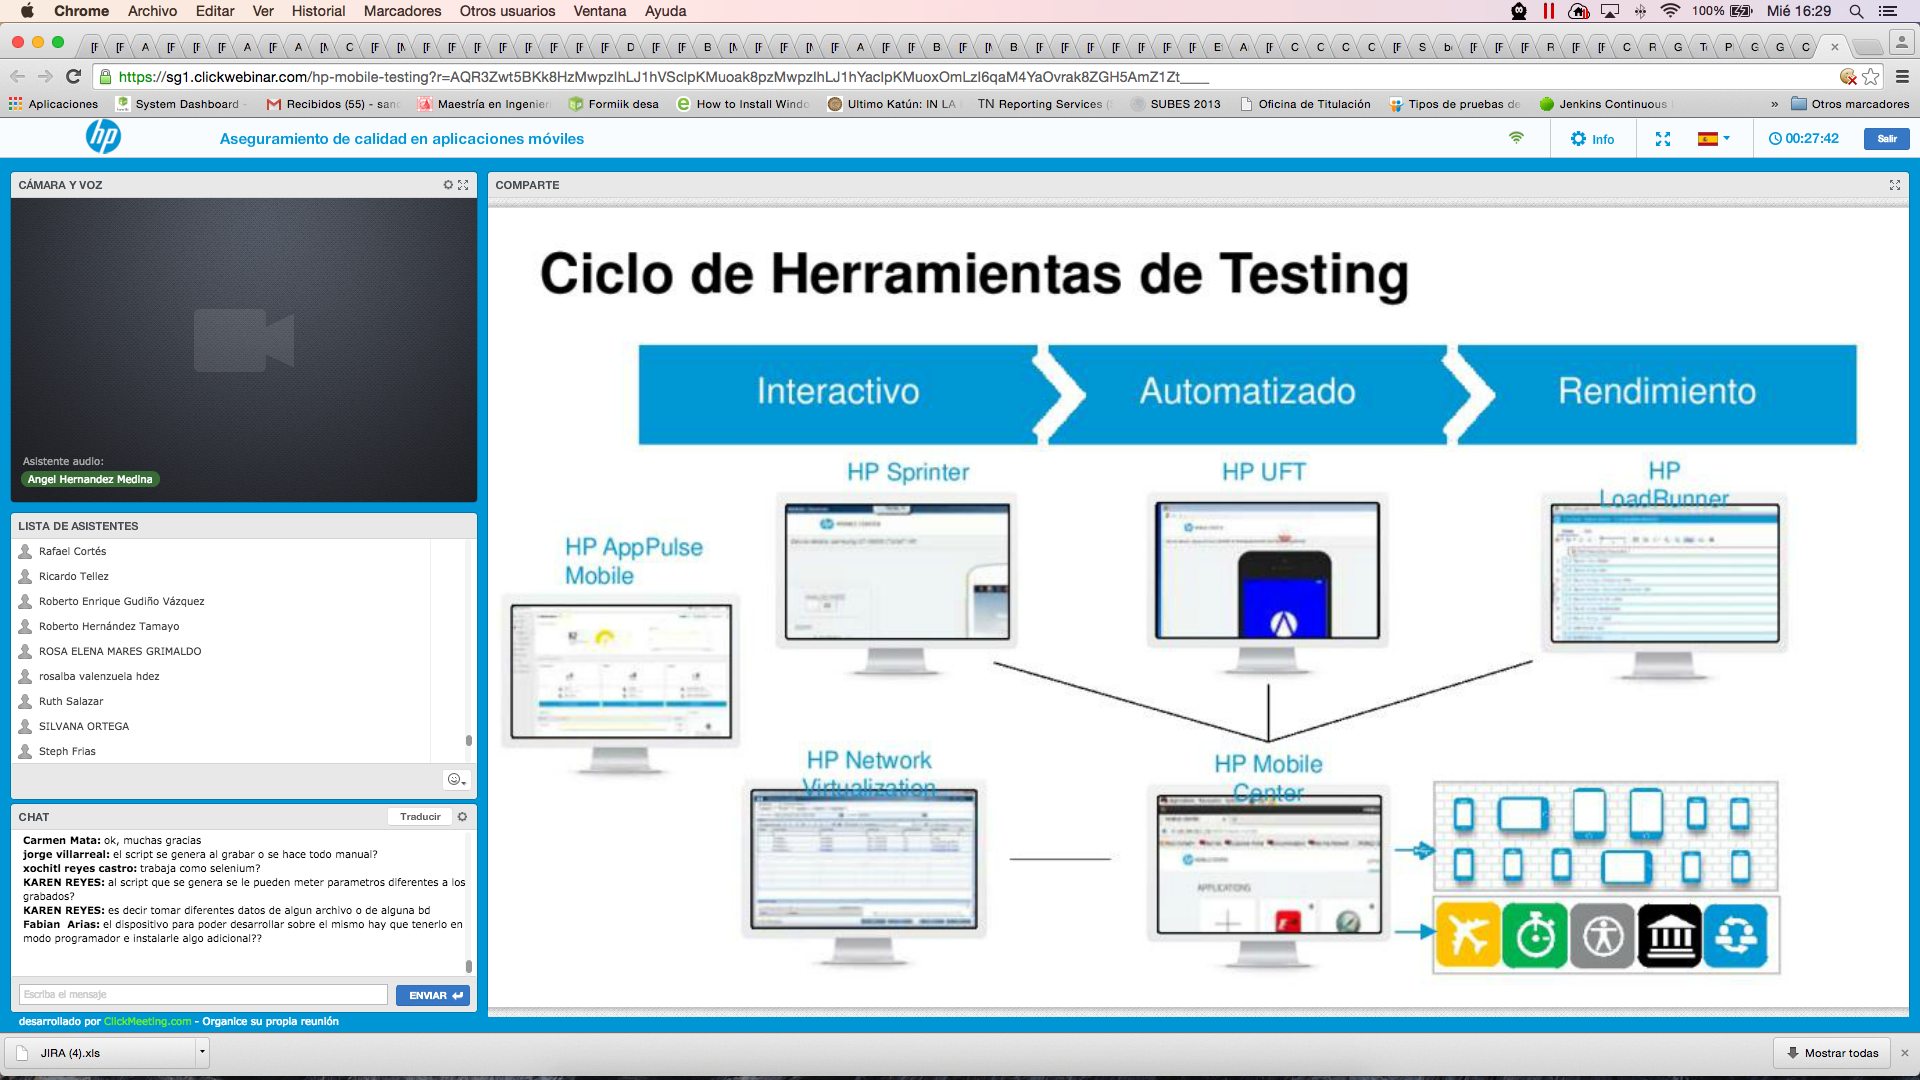 Chrome Archivo Editar Ver Historial Marcadores Otros usuarios Ventana Ayuda 100% Mié 16:29
https://sg1.clickwebinar.com/hp-mobile-testing?r=AQR3Zwt5BKk8HzMwpzIhLJ1hVSclpKMuoak8pzMwpzIhLJ1hYaclpKMuoxOmLzI6qaM4YaOvrak8ZGH5AmZ1Zt____
Aplicaciones System Dashboard - Recibidos (55) - san Maestría en Ingenier Formiik desa How to Install Windo Ultimo Katún: IN LA TN Reporting Services ( SUBES 2013 Oficina de Titulación Tipos de pruebas de Jenkins Continuous » Otros marcadores
hp Aseguramiento de calidad en aplicaciones móviles Info 00:27:42 Salir
CÁMARA Y VOZ
Asistente audio:
Angel Hernandez Medina
LISTA DE ASISTENTES
Rafael Cortés
Ricardo Tellez
Roberto Enrique Gudiño Vázquez
Roberto Hernández Tamayo
ROSA ELENA MARES GRIMALDO
rosalba valenzuela hdez
Ruth Salazar
SILVANA ORTEGA
Steph Frias
CHAT Traducir
Carmen Mata: ok, muchas gracias
jorge villarreal: el script se genera al grabar o se hace todo manual?
xochitl reyes castro: trabaja como selenium?
KAREN REYES: al script que se genera se le pueden meter parametros diferentes a los
grabados?
KAREN REYES: es decir tomar diferentes datos de algun archivo o de alguna bd
Fabian Arias: el dispositivo para poder desarrollar sobre el mismo hay que tenerlo en
modo programador e instalarle algo adicional??
Escriba el mensaje ENVIAR
desarrollado por ClickMeeting.com - Organice su propia reunión
COMPARTE
Ciclo de Herramientas de Testing
Interactivo Automatizado Rendimiento
HP Sprinter
HP UFT
HP
LoadRunner
HP AppPulse
Mobile
HP Network
Virtualization
HP Mobile
Center
APPLICATIONS
JIRA (4).xls
Mostrar todas